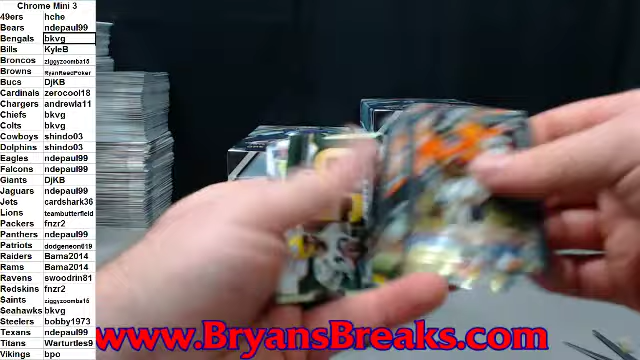 Chrome Mini 3
49ers hche
Bears ndepaul99
Bengals bkvg
Bills KyleB
Broncos ziggyzoomba15
Browns RyanReedPoker
Bucs DjKB
Cardinals zerocool18
Chargers andrewla11
Chiefs bkvg
Colts bkvg
Cowboys shindo03
Dolphins shindo03
Eagles ndepaul99
Falcons ndepaul99
Giants DjKB
Jaguars ndepaul99
Jets cardshark36
Lions teambutterfield
Packers fnzr2
Panthers ndepaul99
Patriots dodgeneon619
Raiders Bama2014
Rams Bama2014
Ravens swoodrin81
Redskins fnzr2
Saints ziggyzoomba15
Seahawks bkvg
Steelers bobby1973
Texans ndepaul99
Titans Warturtles9
Vikings bpo
www.BryansBreaks.com